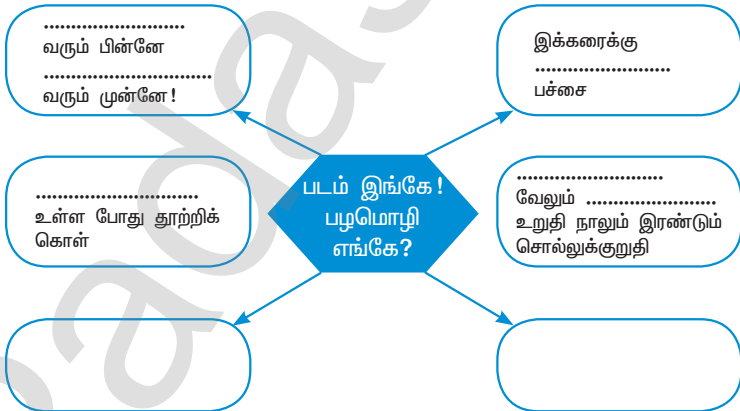 ..........................
வரும் பின்னே
...............................
வரும் முன்னே!
இக்கரைக்கு
.........................
பச்சை
படம் இங்கே!
பழமொழி
எங்கே?
..............................
உள்ள போது தூற்றிக்
கொள்
...........................
வேலும் ........................
உறுதி நாலும் இரண்டும்
சொல்லுக்குறுதி